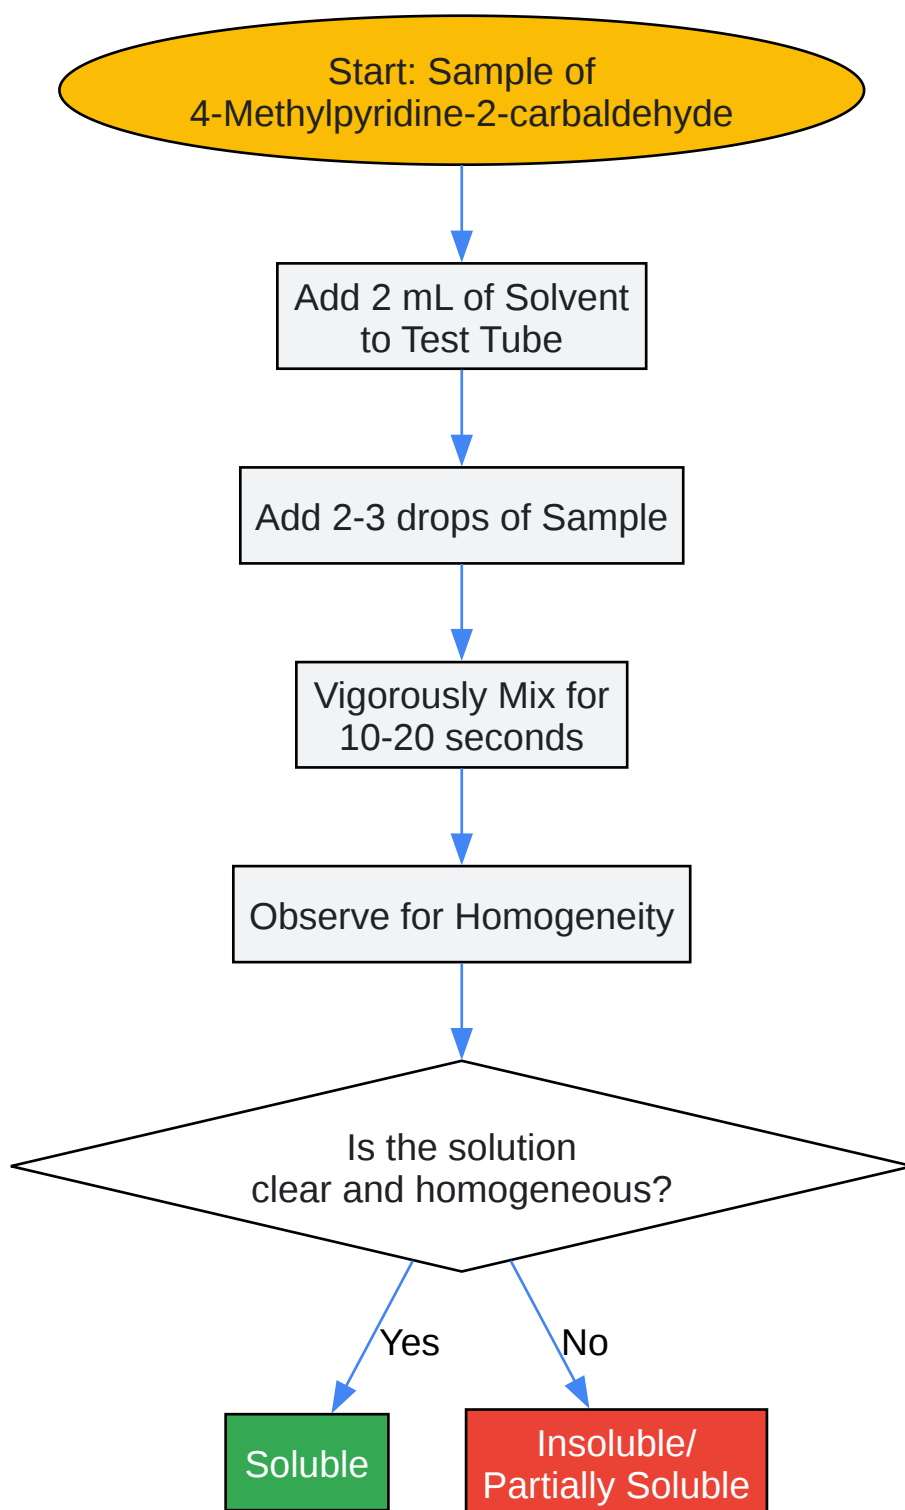 Start: Sample of
4-Methylpyridine-2-carbaldehyde
Add 2 mL of Solvent
to Test Tube
Add 2-3 drops of Sample
Vigorously Mix for
10-20 seconds
Observe for Homogeneity
Is the solution
clear and homogeneous?
Yes
No
Soluble
Insoluble/
Partially Soluble